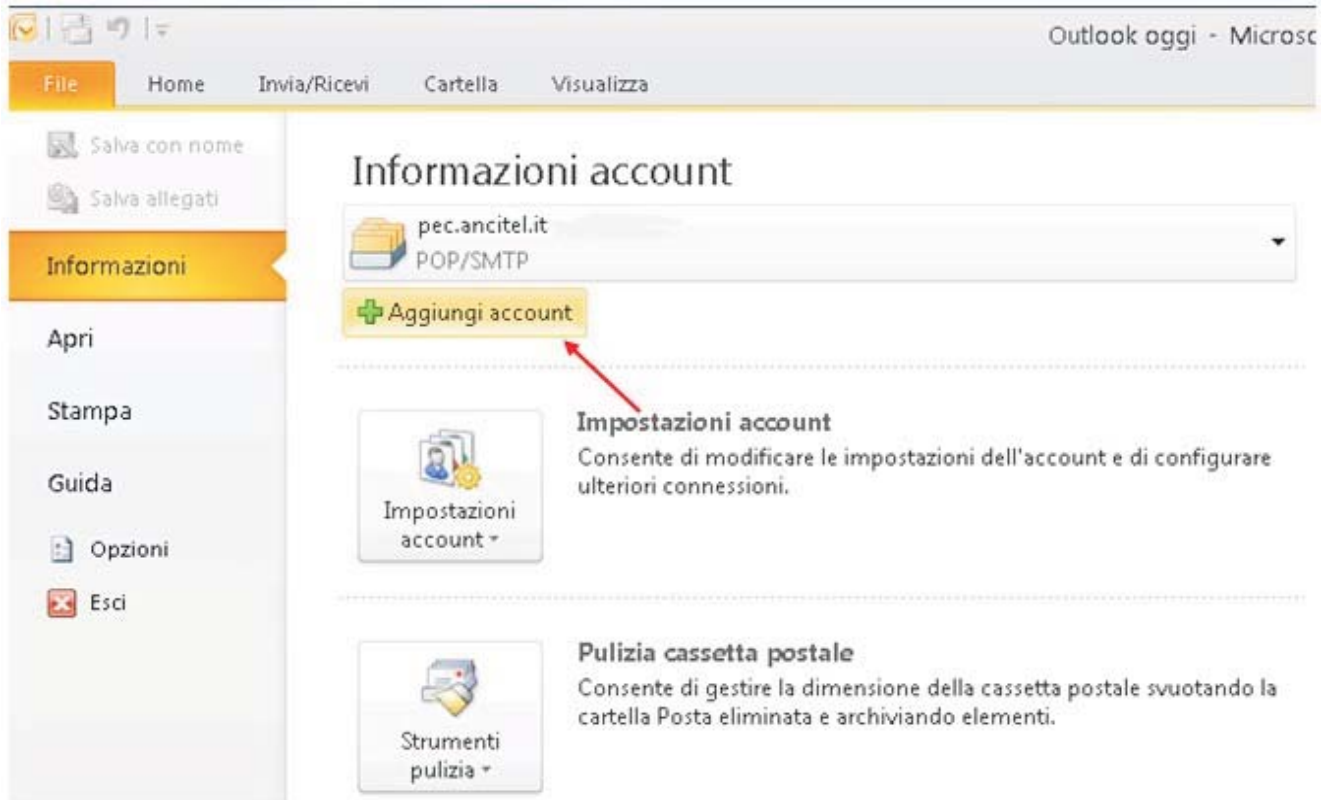 Outlook oggi - Microso
File Home Invia/Ricevi Cartella Visualizza
Salva con nome
Salva allegati
Informazioni
Apri
Stampa
Guida
Opzioni
Esci
Informazioni account
pec.ancitel.it
POP/SMTP
Aggiungi account
Impostazioni
account
Impostazioni account
Consente di modificare le impostazioni dell'account e di configurare
ulteriori connessioni.
Strumenti
pulizia
Pulizia cassetta postale
Consente di gestire la dimensione della cassetta postale svuotando la
cartella Posta eliminata e archiviando elementi.